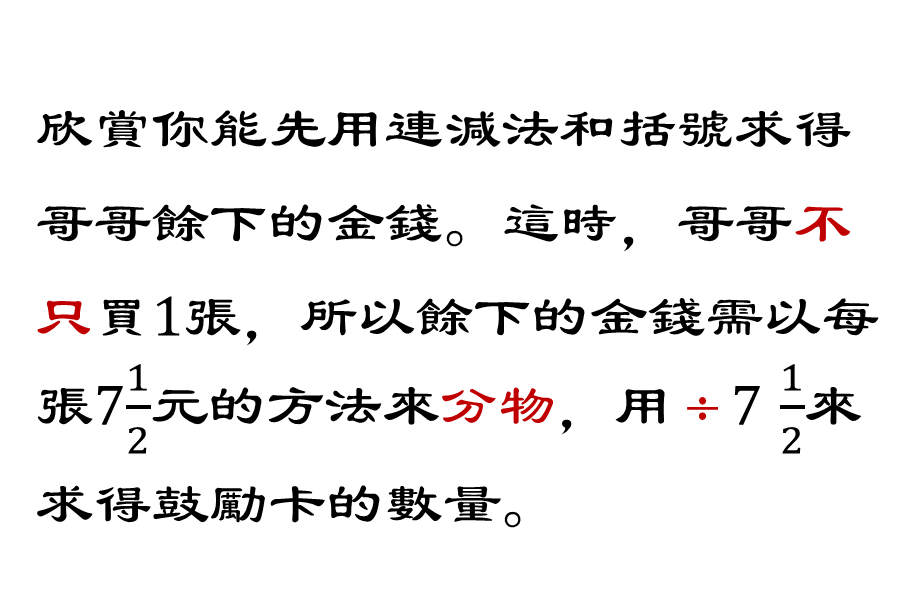 欣賞你能先用連減法和括號求得
哥哥餘下的金錢。這時，哥哥不
只買1張，所以餘下的金錢需以每
張7 1/2元的方法來分物，用 ÷ 7 1/2來
求得鼓勵卡的數量。